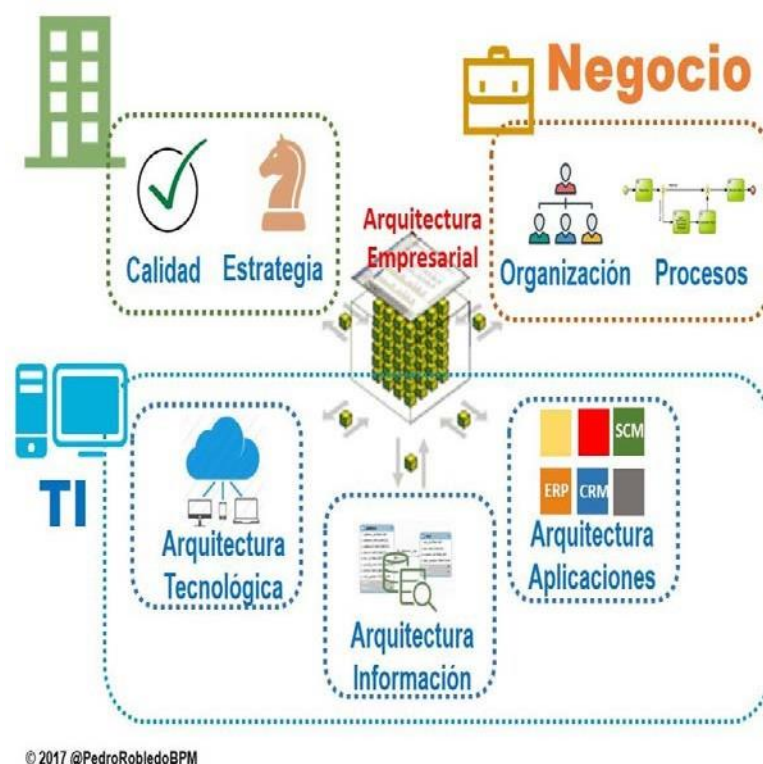 Negocio
Calidad
Estrategia
Arquitectura
Empresarial
Organización
Procesos
TI
Arquitectura
Tecnológica
Arquitectura
Información
SCM
ERP
CRM
Arquitectura
Aplicaciones
© 2017 @PedroRobledoBPM